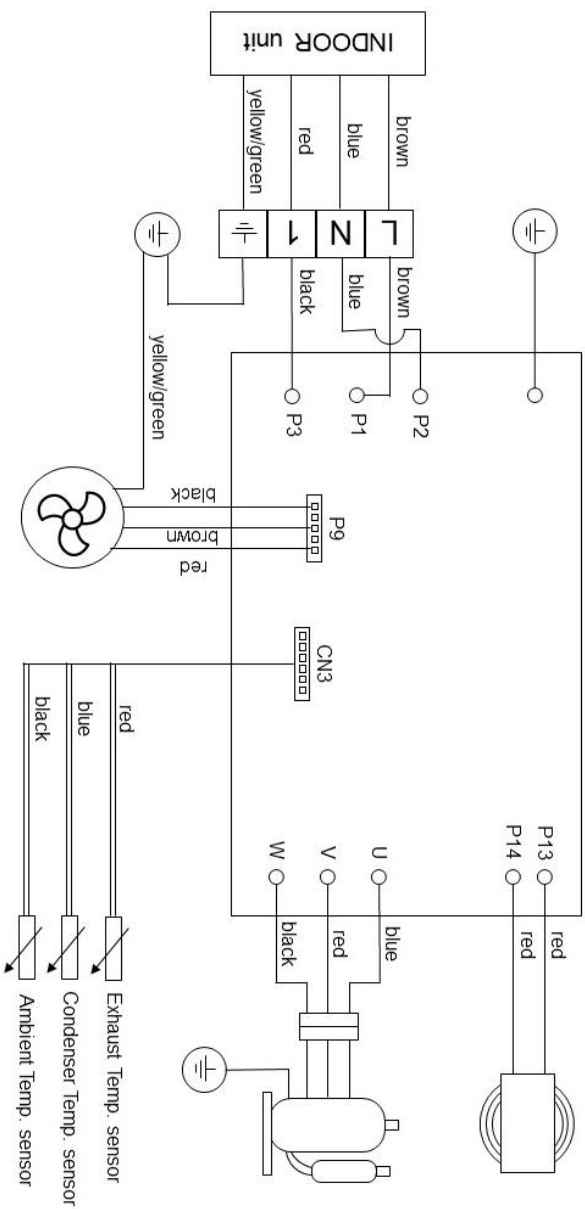 INDOOR unit
yellow/green
red
blue
brown
1
N
L
black
blue
brown
yellow/green
P3
P1
P2
black
brown
red
P9
CN3
red
blue
black
W
V
U
P14
P13
black
red
blue
red
red
Exhaust Temp. sensor
Condenser Temp. sensor
Ambient Temp. sensor